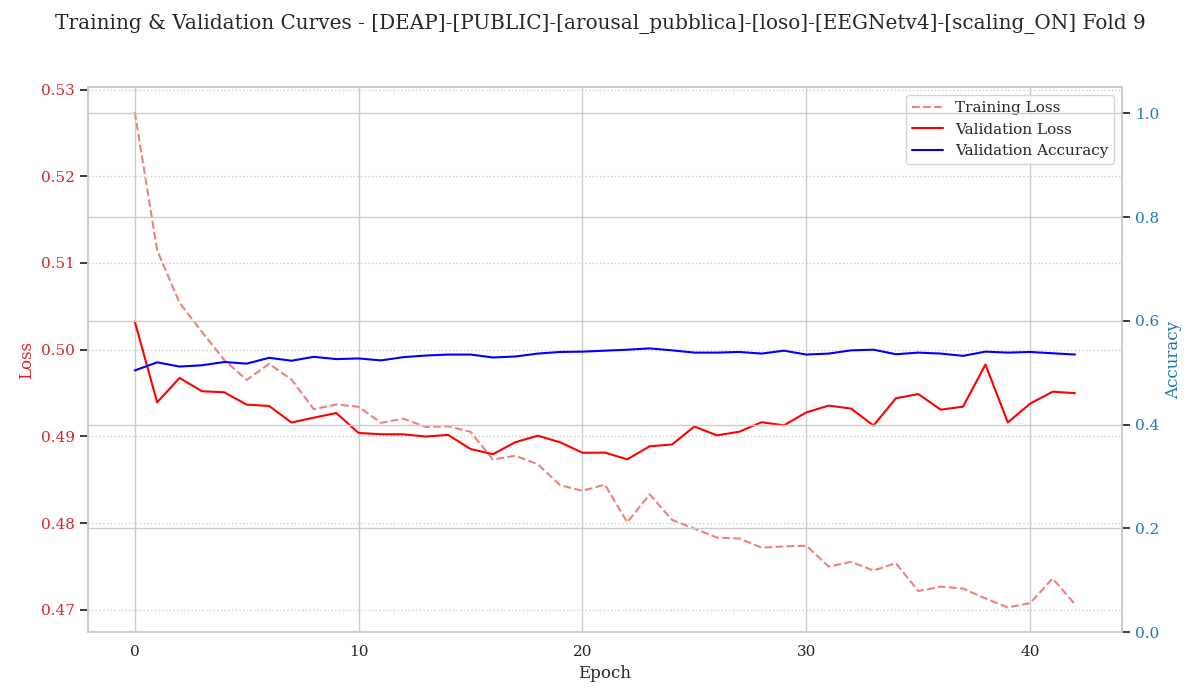 Training & Validation Curves - [DEAP]-[PUBLIC]-[arousal_pubblica]-[loso]-[EEGNetv4]-[scaling_ON] Fold 9
Training Loss
Validation Loss
Validation Accuracy
0.53
0.52
0.51
0.50
0.49
0.48
0.47
Loss
1.0
0.8
0.6
0.4
0.2
0.0
Accuracy
0 10 20 30 40
Epoch